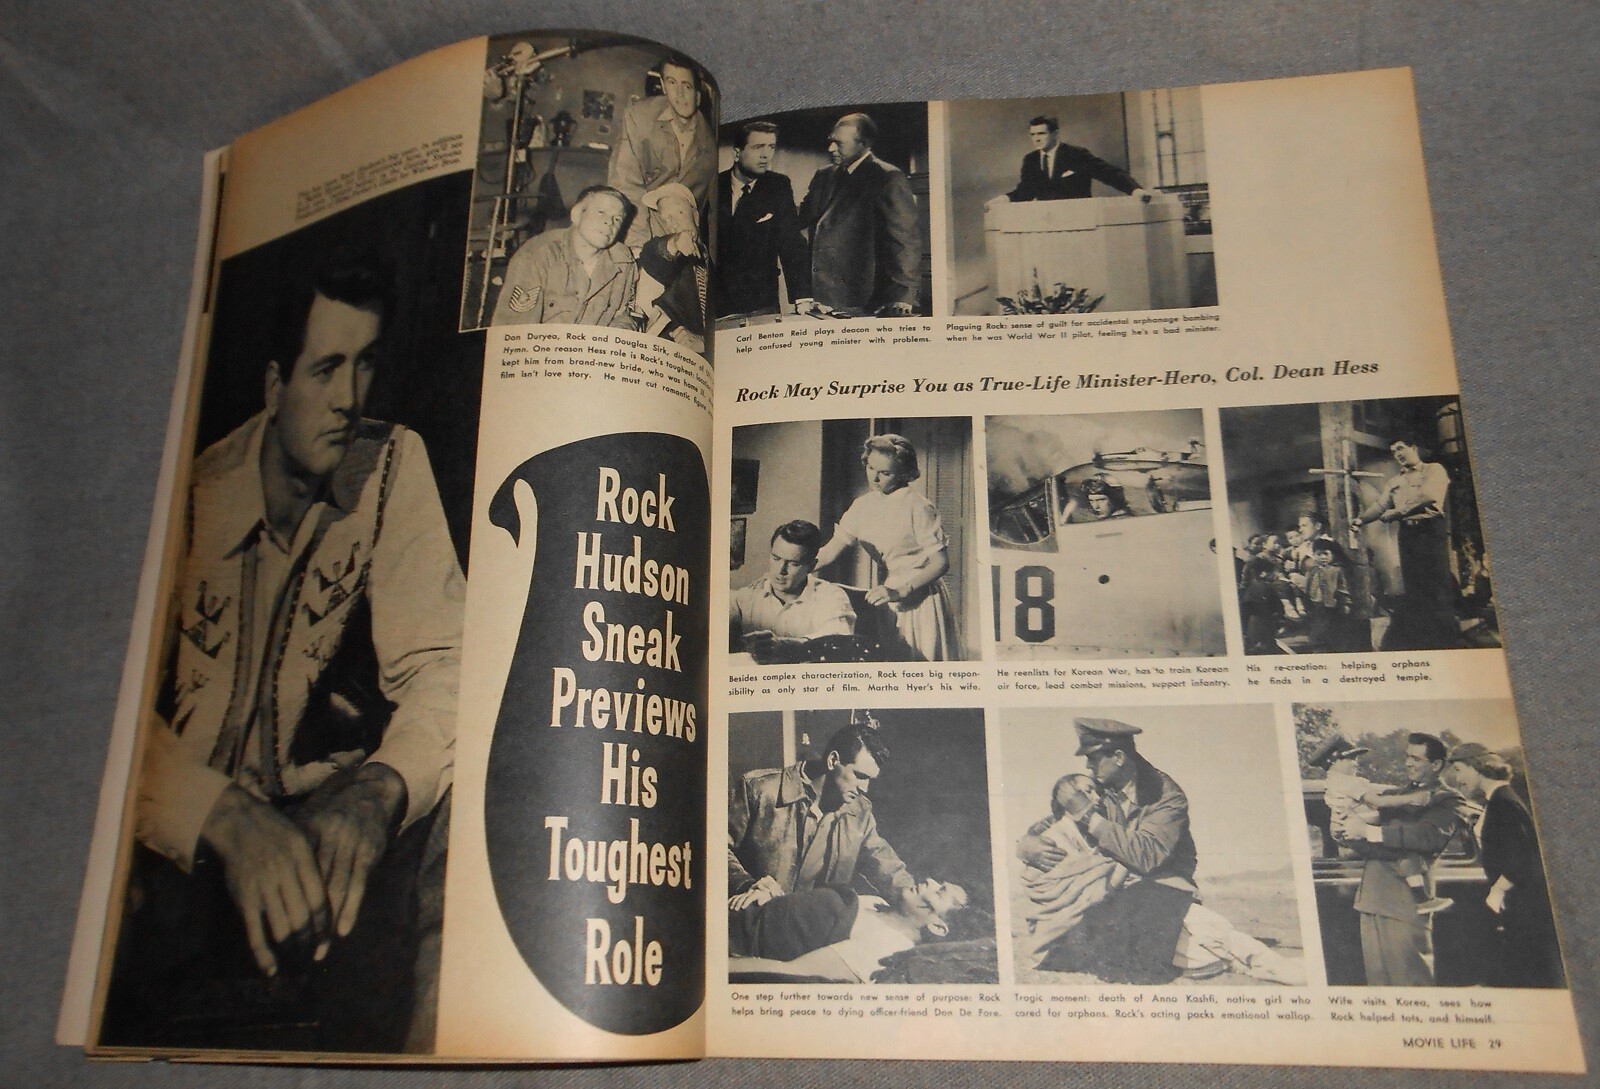 Don Duryea, Rock and Douglas Sirk, director of
Hymn. One reason Hess role is Rock's toughest:
kept him from brand-new bride, who was home
film isn't love story. He must cut romantic figure
Rock
Hudson
Sneak
Previews
His
Toughest
Role
Carl Benton Reid plays deacon who tries to
help confused young minister with problems.
Plaguing Rock: sense of guilt for accidental orphanage bombing
when he was World War II pilot, feeling he's a bad minister.
Rock May Surprise You as True-Life Minister-Hero, Col. Dean Hess
18
Besides complex characterization, Rock faces big respon-
sibility as only star of film. Martha Hyer's his wife.
He reenlists for Korean War, has to train Korean
air force, lead combat missions, support infantry.
His re-creation: helping orphans
he finds in a destroyed temple.
One step further towards new sense of purpose: Rock
helps bring peace to dying officer-friend Don De Fore.
Tragic moment: death of Anna Kashfi, native girl who
cared for orphans. Rock's acting packs emotional wallop.
Wife visits Korea, sees how
Rock helped tots, and himself.
MOVIE LIFE 29